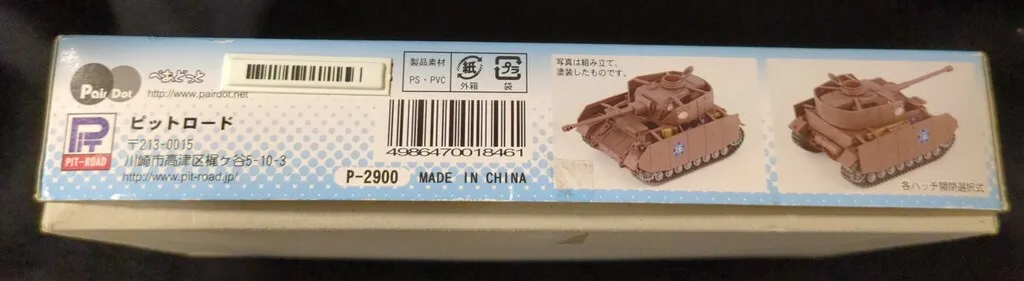 ぺあどっと
Pair Dot
http://www.pairdot.net
PIT-ROAD
ピットロード
〒213-0015
川崎市高津区梶ケ谷5-10-3
http://www.pit-road.jp/
製品素材
PS・PVC
紙
外箱
プラ
袋
4986470018461
P-2900 MADE IN CHINA
写真は組み立て、
塗装したものです。
各ハッチ開閉選択式